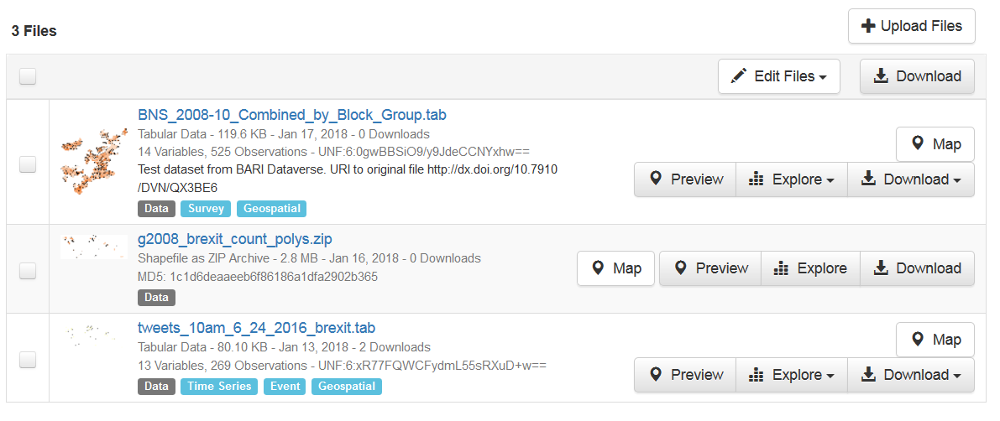 3 Files
Upload Files
Edit Files
Download
BNS_2008-10_Combined_by_Block_Group.tab
Tabular Data - 119.6 KB - Jan 17, 2018 - 0 Downloads
14 Variables, 525 Observations - UNF:6:0gwBBSiO9/y9JdeCCNYxhw==
Test dataset from BARI Dataverse. URI to original file http://dx.doi.org/10.7910
/DVN/QX3BE6
Data Survey Geospatial
Map
Preview Explore Download
g2008_brexit_count_polys.zip
Shapefile as ZIP Archive - 2.8 MB - Jan 16, 2018 - 0 Downloads
MD5: 1c1d6deaaeeb6f86186a1dfa2902b365
Data
Map Preview Explore Download
tweets_10am_6_24_2016_brexit.tab
Tabular Data - 80.10 KB - Jan 13, 2018 - 2 Downloads
13 Variables, 269 Observations - UNF:6:xR77FQWCFydmL55sRXuD+w==
Data Time Series Event Geospatial
Map
Preview Explore Download